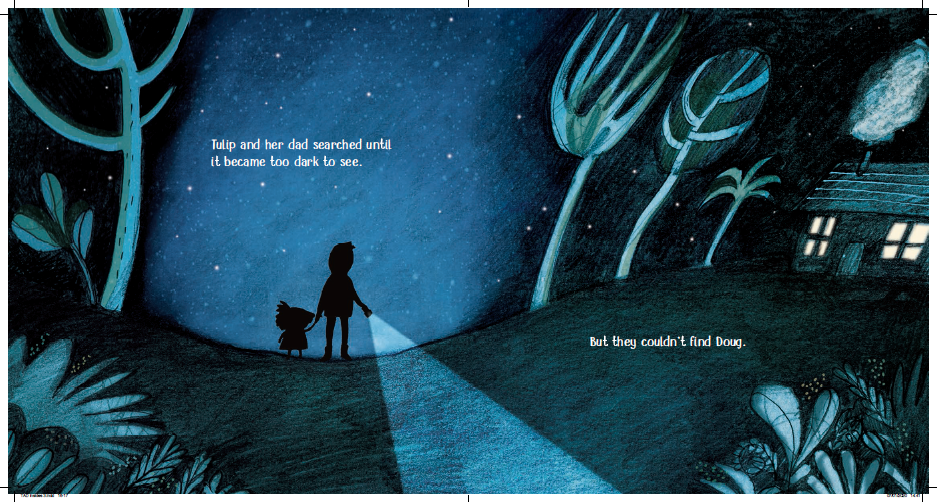 Tulip and her dad searched until
it became too dark to see.
But they couldn't find Doug.